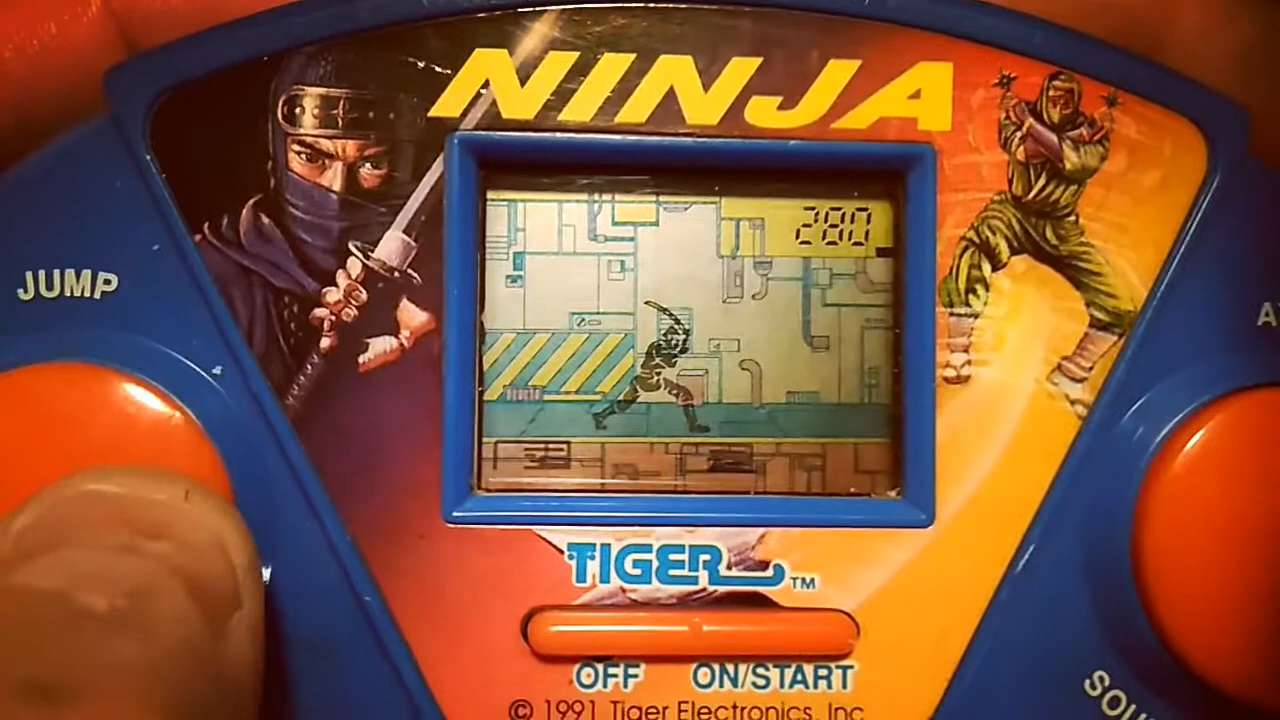 NINJA
280
JUMP
TIGER™
OFF ON/START
© 1991 Tiger Electronics, Inc